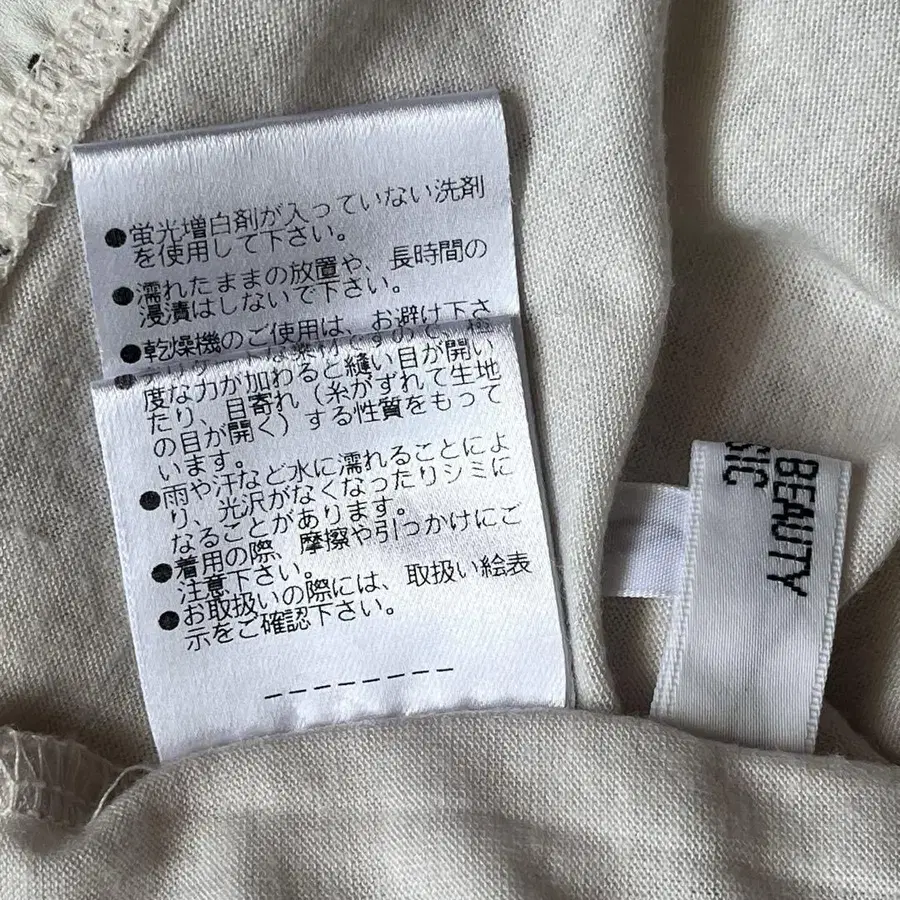 ●蛍光増白剤が入っていない洗剤
を使用して下さい。
●濡れたままの放置や、長時間の
浸漬はしないで下さい。
●乾燥機のご使用は、お避け下さ
度な力が加わると縫い目が開い
たり、目寄れ(糸がずれて生地
の目が開く)する性質をもって
います。
●雨や汗など水に濡れることによ
り、光沢がなくなったりシミに
なることがあります。
●着用の際、摩擦や引っかけにご
注意下さい。
●お取扱いの際には、取扱い絵表
示をご確認下さい。
--------
BEAUTY
SIC